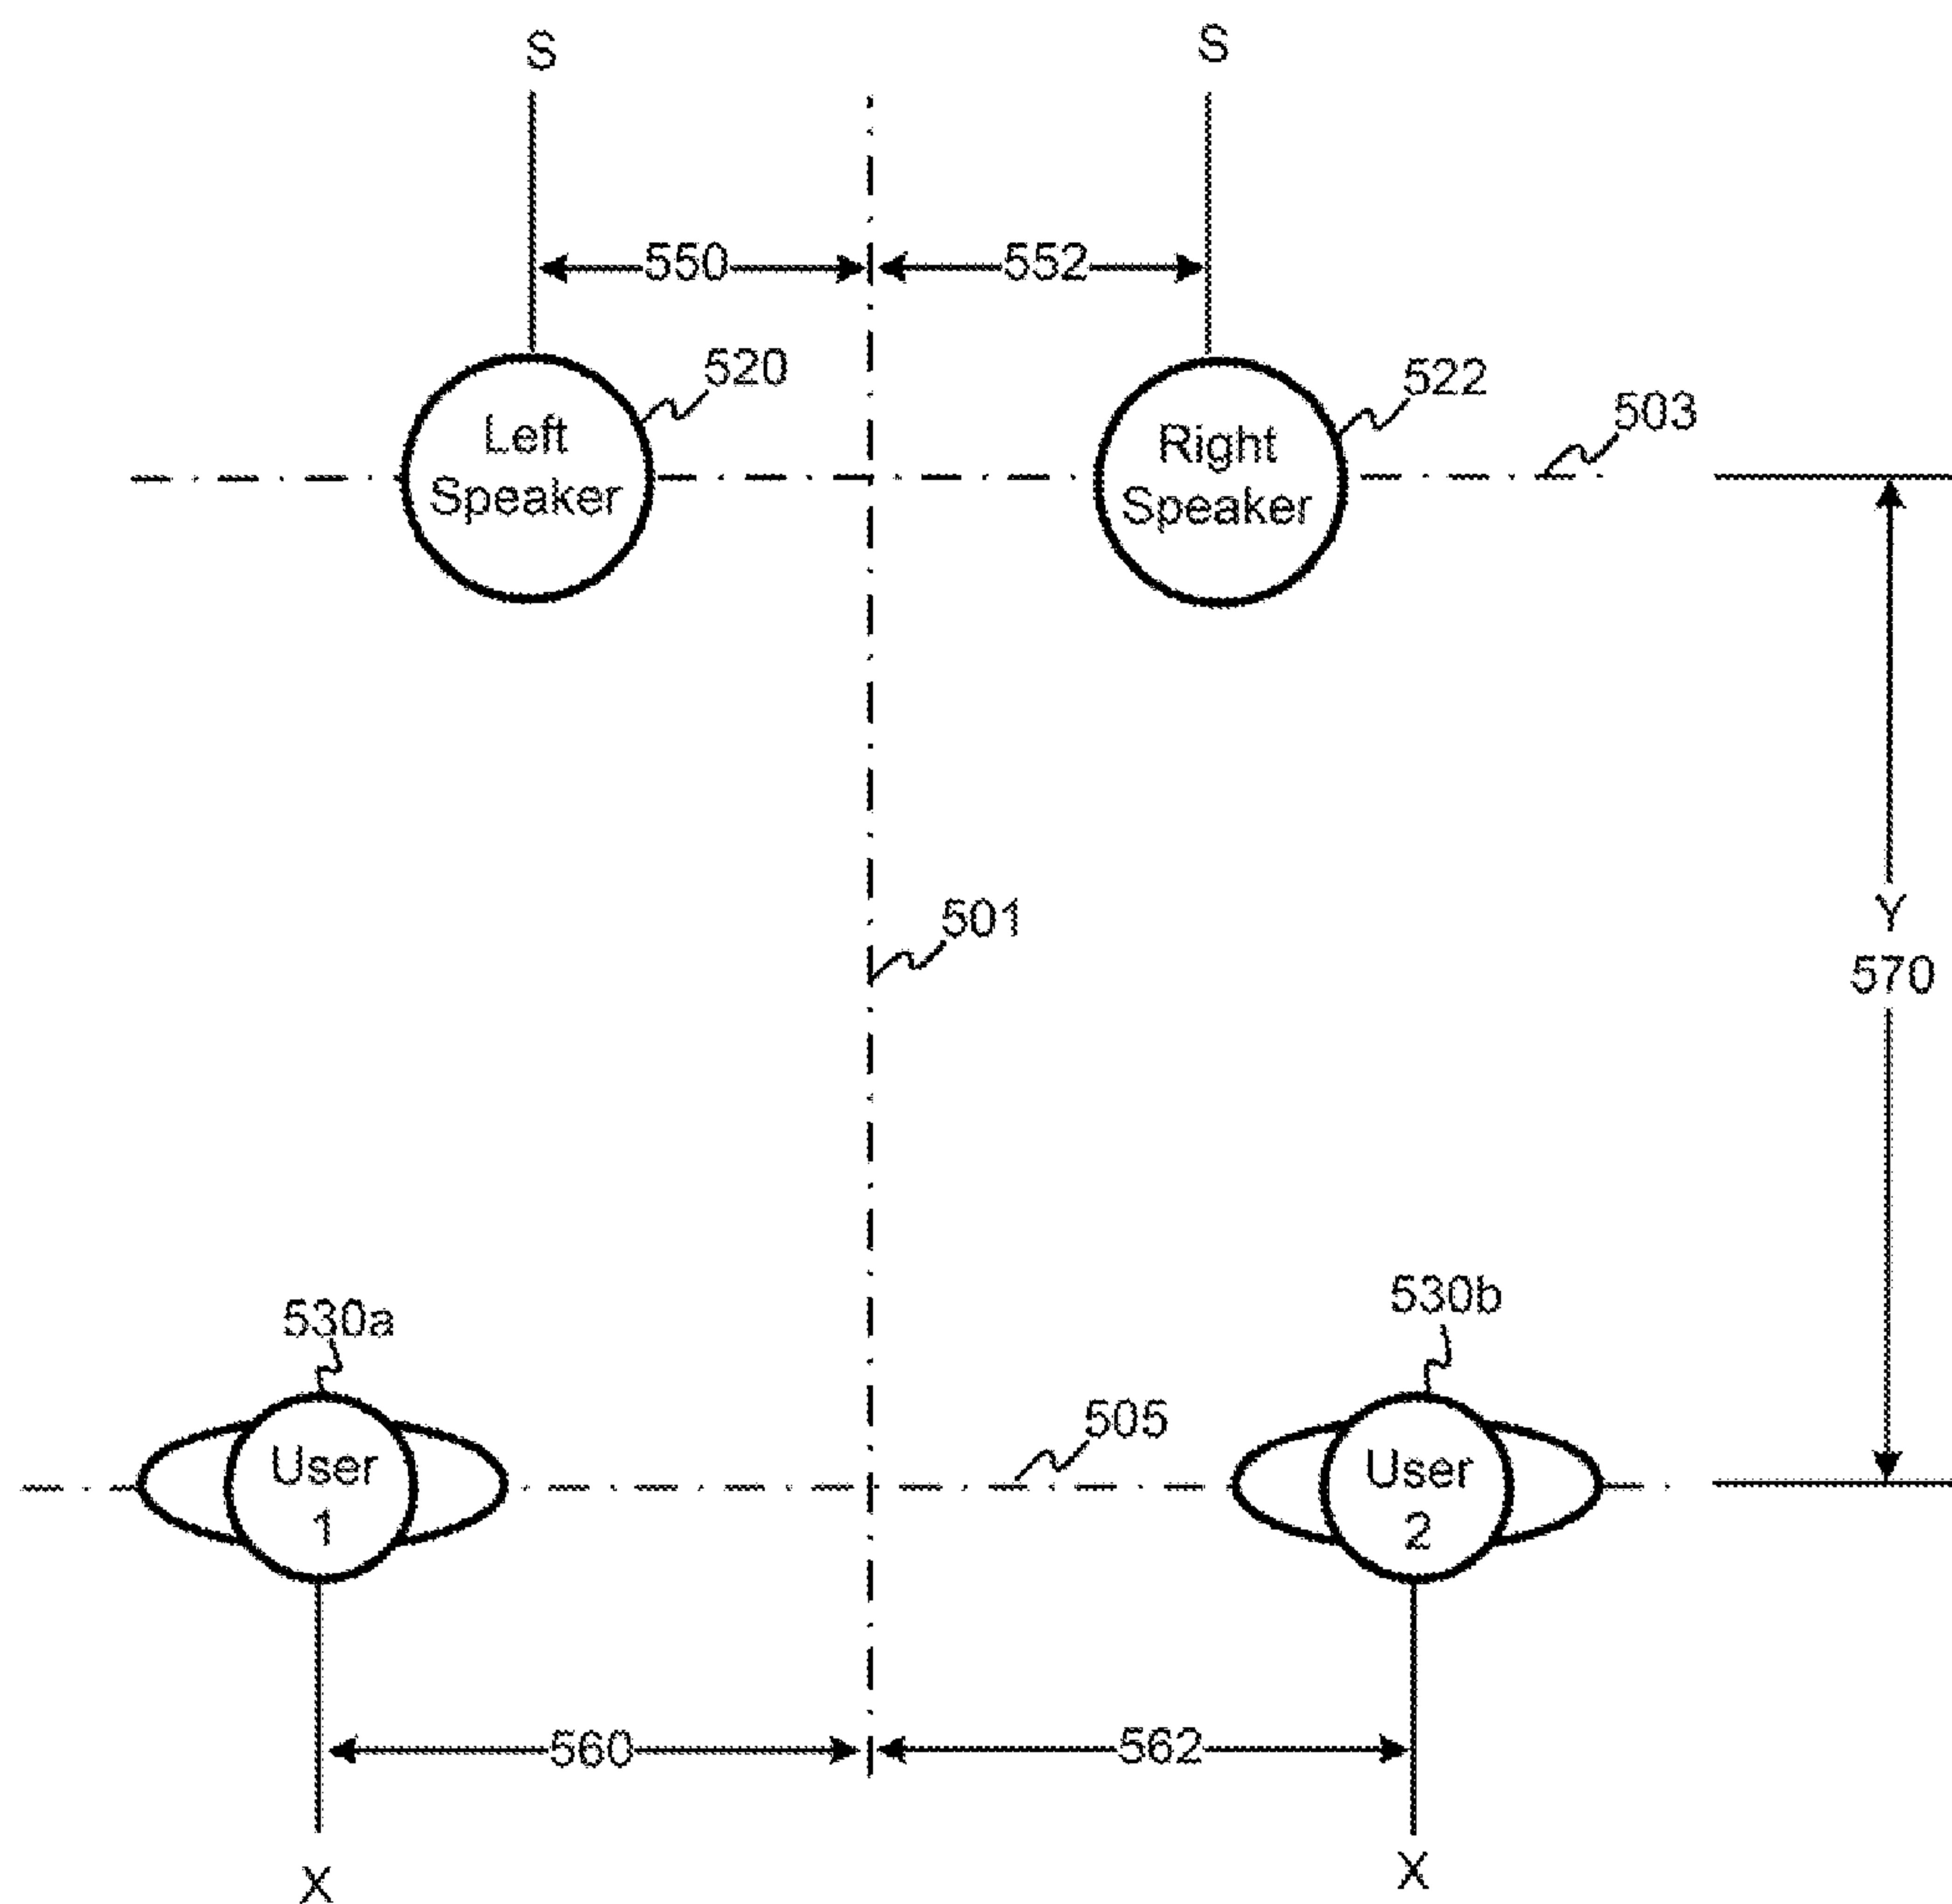 S S
550 552
520
522
503
Left
Speaker
Right
Speaker
501
Y
570
530a
530b
505
User
1
User
2
560 562
X X